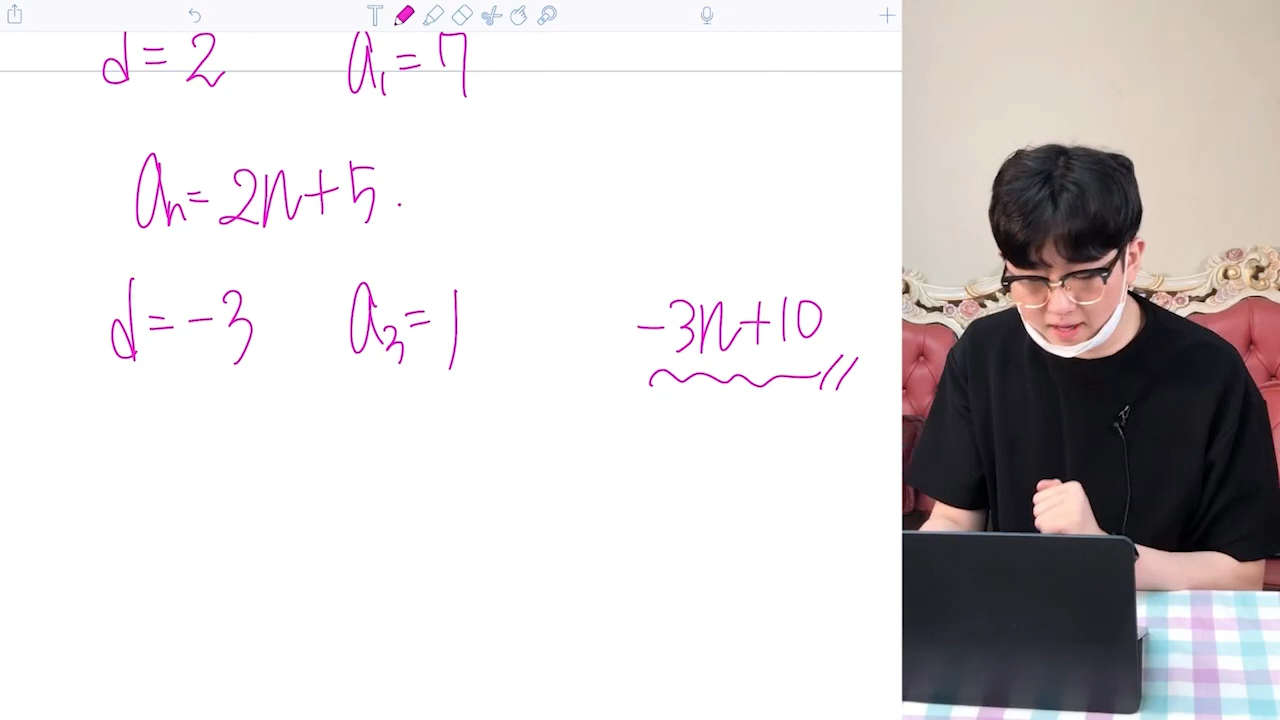 d = 2 a₁ = 7
aₙ = 2n + 5.
d = -3 a₃ = 1 -3n + 10